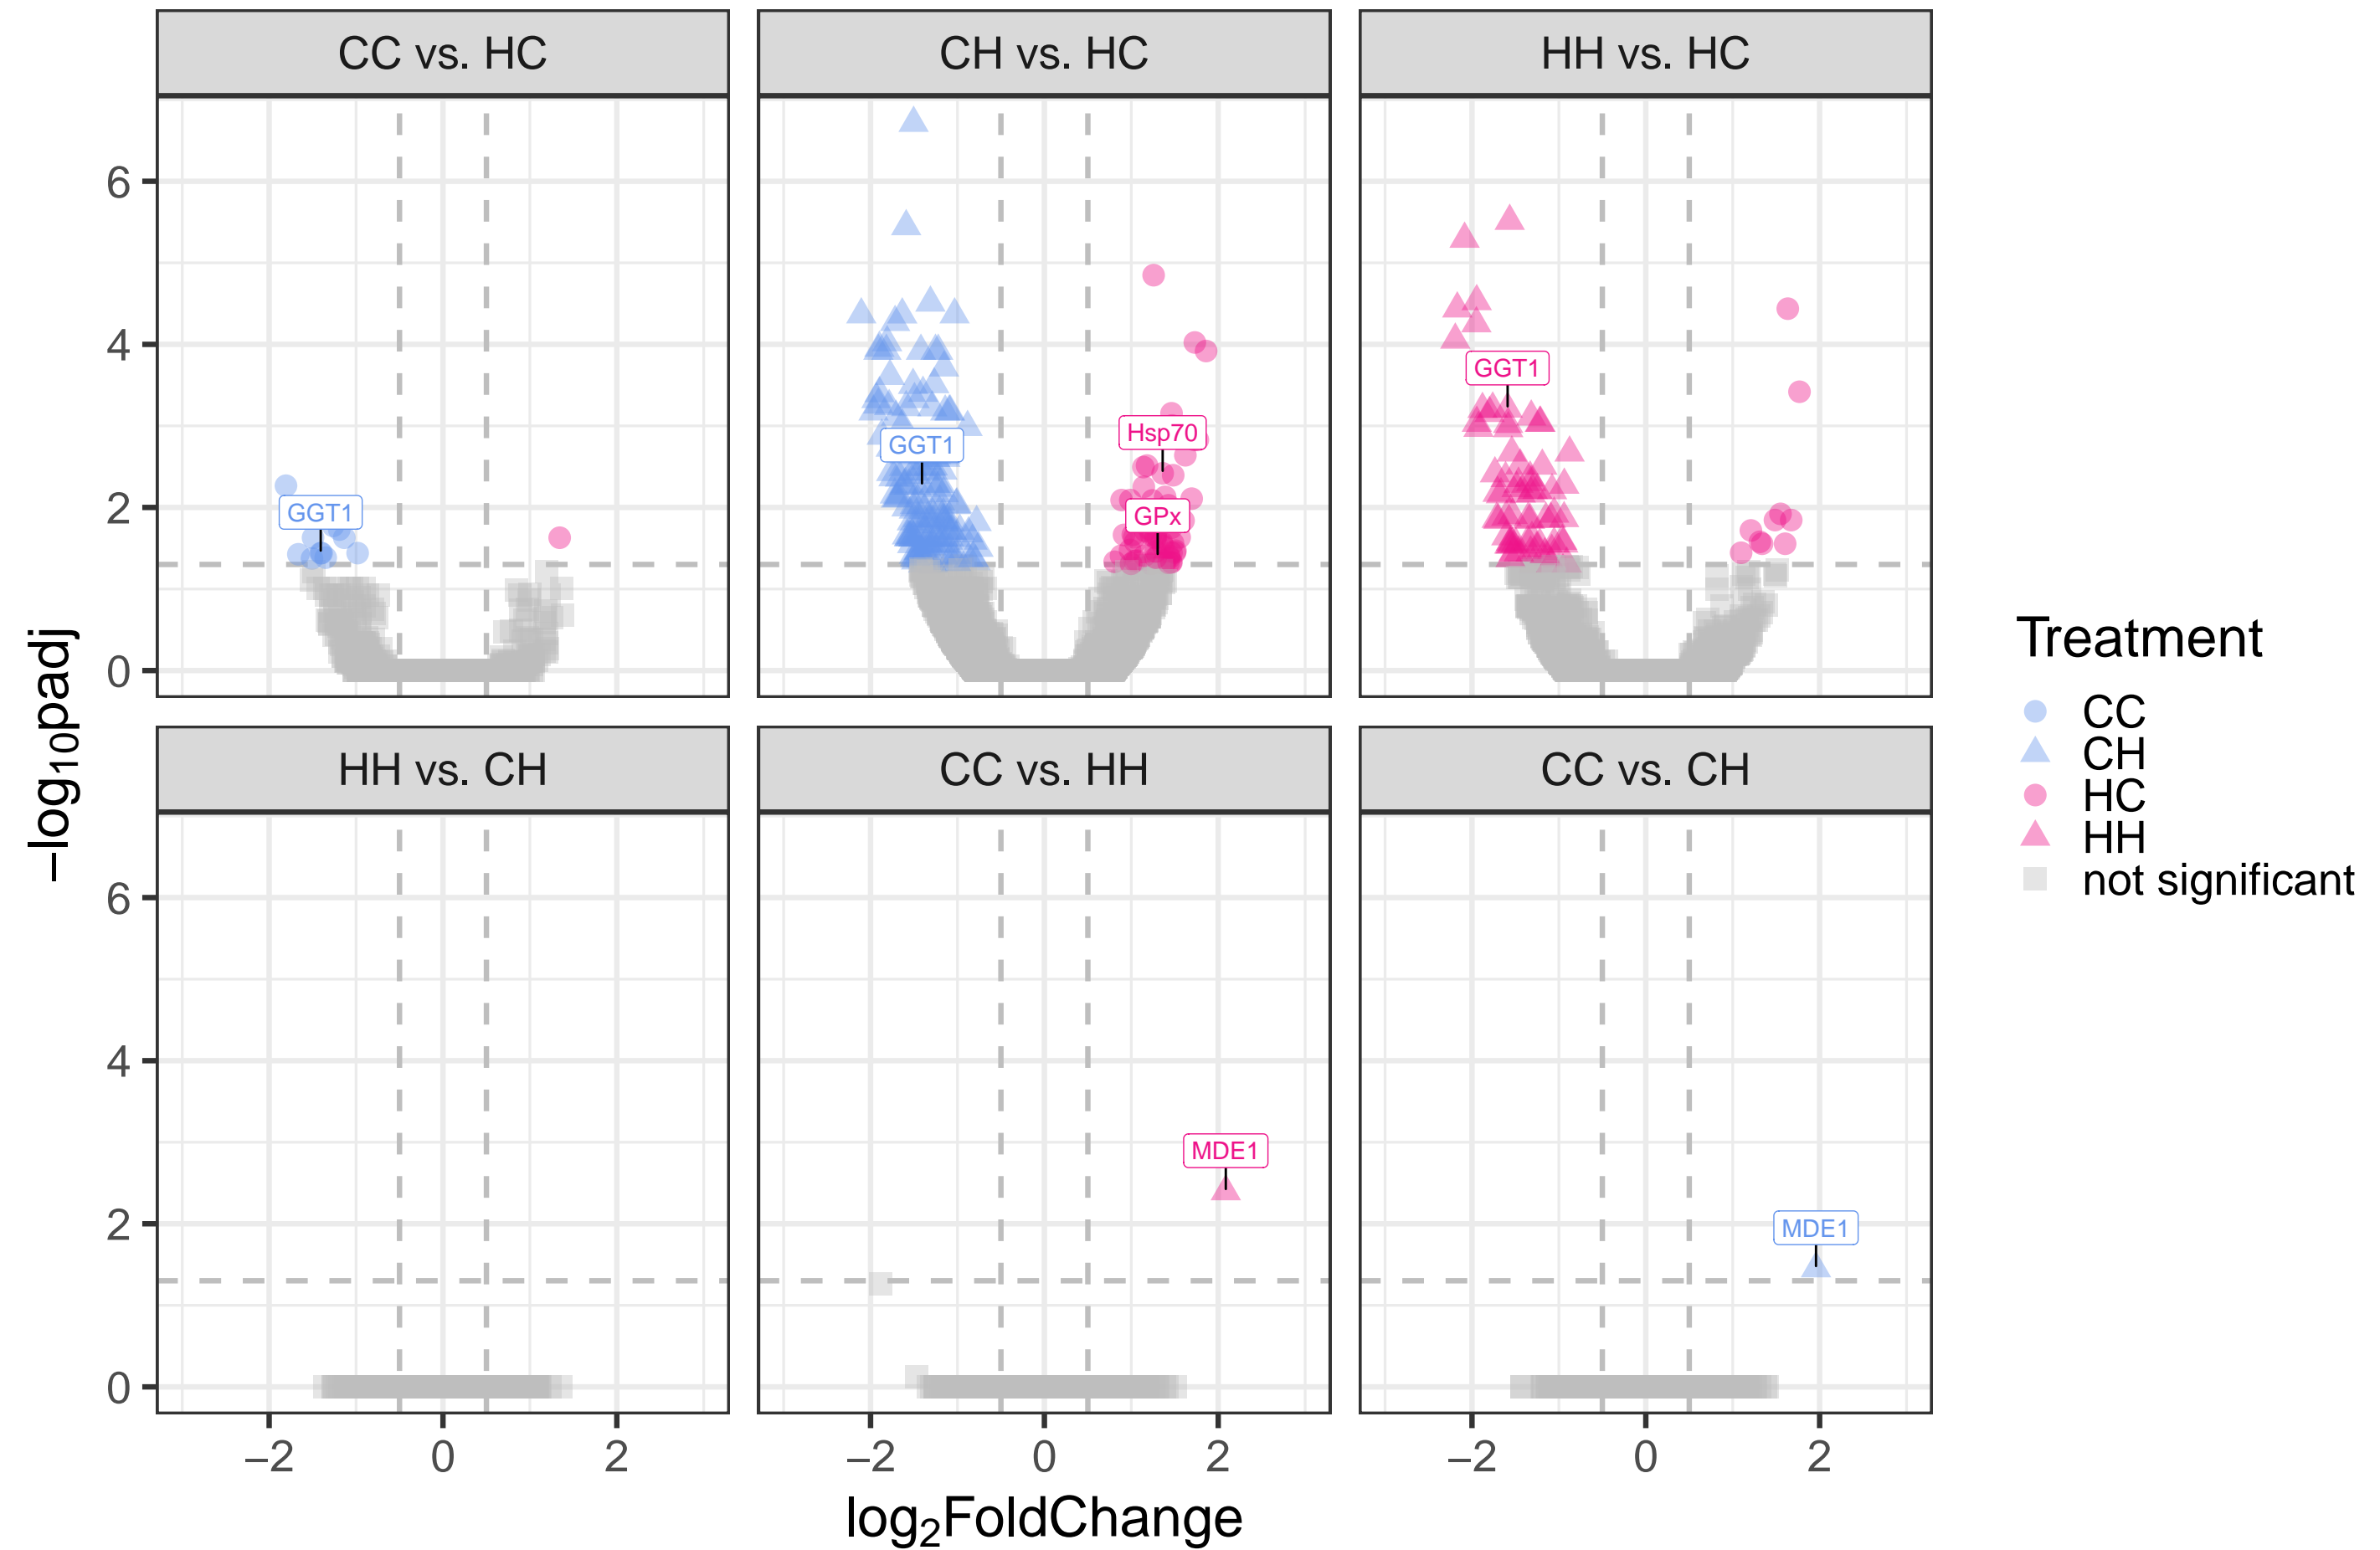 CC vs. HC
CH vs. HC
HH vs. HC
6
4
2
0
GGT1
GGT1
Hsp70
GPx
GGT1
HH vs. CH
CC vs. HH
CC vs. CH
6
4
2
0
MDE1
MDE1
−2 0 2
−2 0 2
−2 0 2
log₂FoldChange
−log₁₀padj
Treatment
CC
CH
HC
HH
not significant